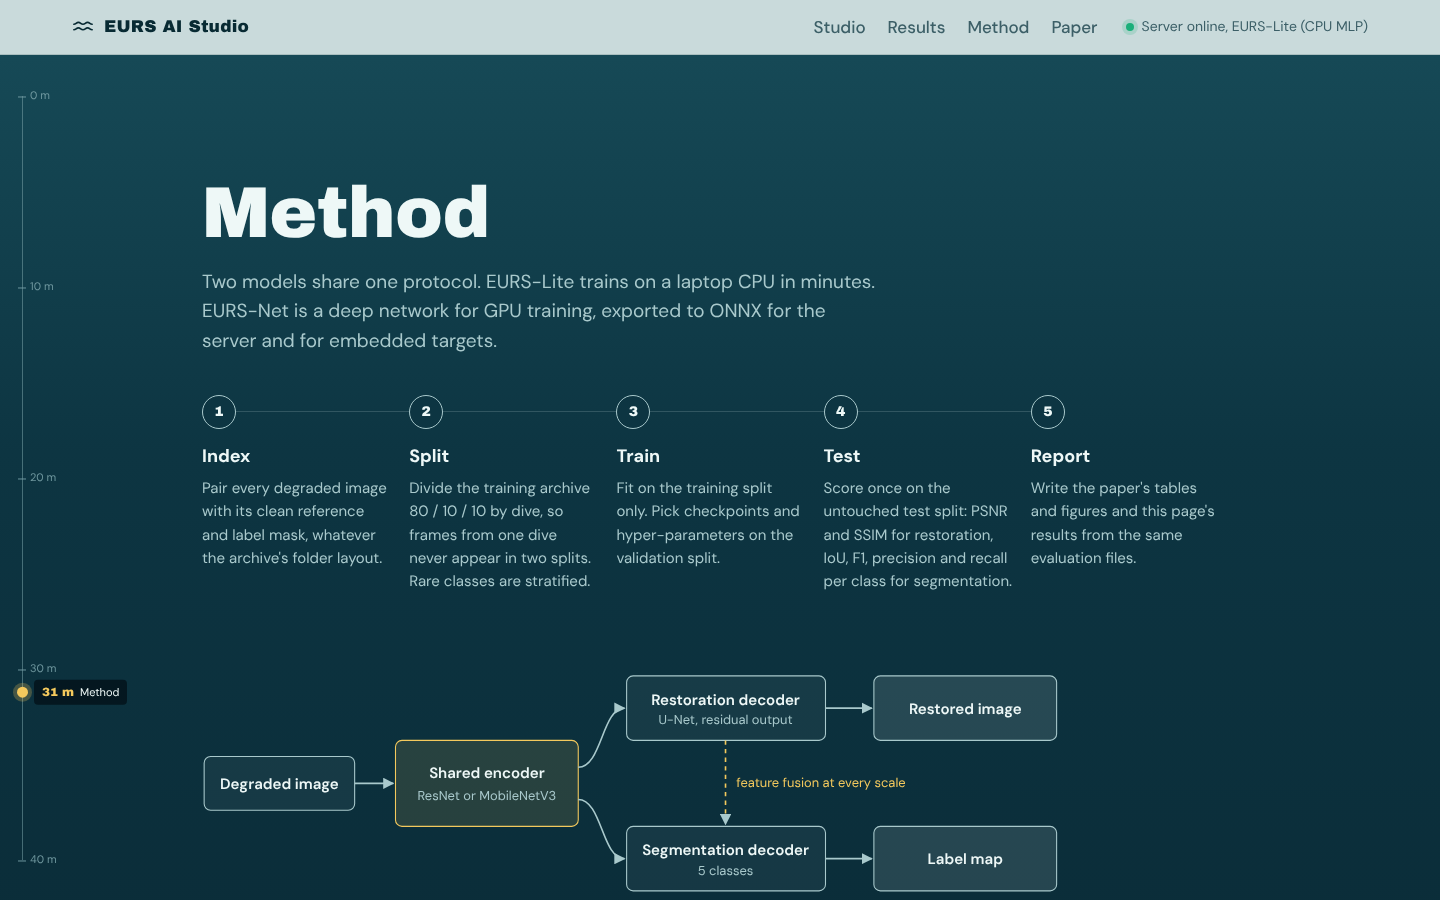 EURS AI Studio
Studio
Results
Method
Paper
Server online, EURS-Lite (CPU MLP)
0 m
10 m
20 m
30 m
31 m Method
40 m
Method
Two models share one protocol. EURS-Lite trains on a laptop CPU in minutes.
EURS-Net is a deep network for GPU training, exported to ONNX for the
server and for embedded targets.
1
Index
Pair every degraded image
with its clean reference
and label mask, whatever
the archive's folder layout.
2
Split
Divide the training archive
80 / 10 / 10 by dive, so
frames from one dive
never appear in two splits.
Rare classes are stratified.
3
Train
Fit on the training split
only. Pick checkpoints and
hyper-parameters on the
validation split.
4
Test
Score once on the
untouched test split: PSNR
and SSIM for restoration,
IoU, F1, precision and recall
per class for segmentation.
5
Report
Write the paper's tables
and figures and this page's
results from the same
evaluation files.
Degraded image
Shared encoder
ResNet or MobileNetV3
Restoration decoder
U-Net, residual output
Restored image
feature fusion at every scale
Segmentation decoder
5 classes
Label map